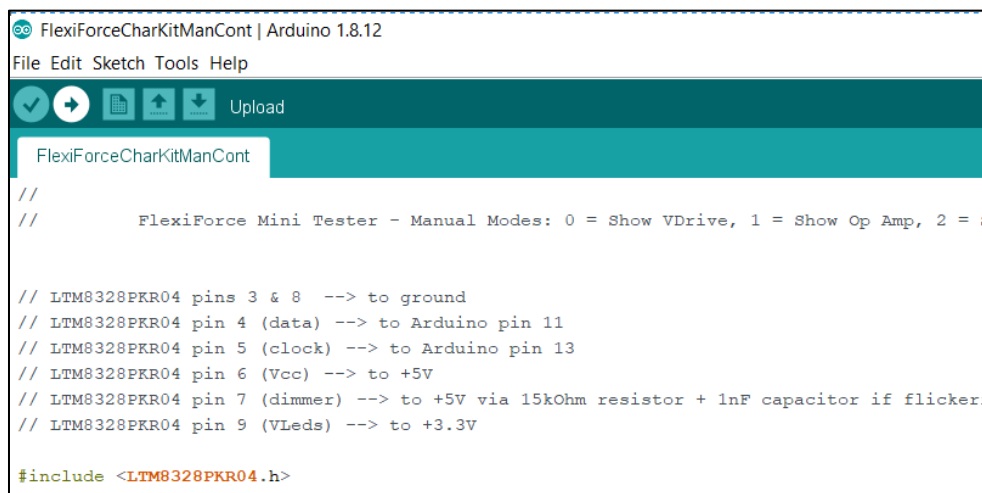 FlexiForceCharKitManCont | Arduino 1.8.12
File Edit Sketch Tools Help
Upload
FlexiForceCharKitManCont
//
// FlexiForce Mini Tester - Manual Modes: 0 = Show VDrive, 1 = Show Op Amp, 2 =
// LTM8328PKR04 pins 3 & 8 --> to ground
// LTM8328PKR04 pin 4 (data) --> to Arduino pin 11
// LTM8328PKR04 pin 5 (clock) --> to Arduino pin 13
// LTM8328PKR04 pin 6 (Vcc) --> to +5V
// LTM8328PKR04 pin 7 (dimmer) --> to +5V via 15kOhm resistor + 1nF capacitor if flicker
// LTM8328PKR04 pin 9 (VLeds) --> to +3.3V
#include <LTM8328PKR04.h>